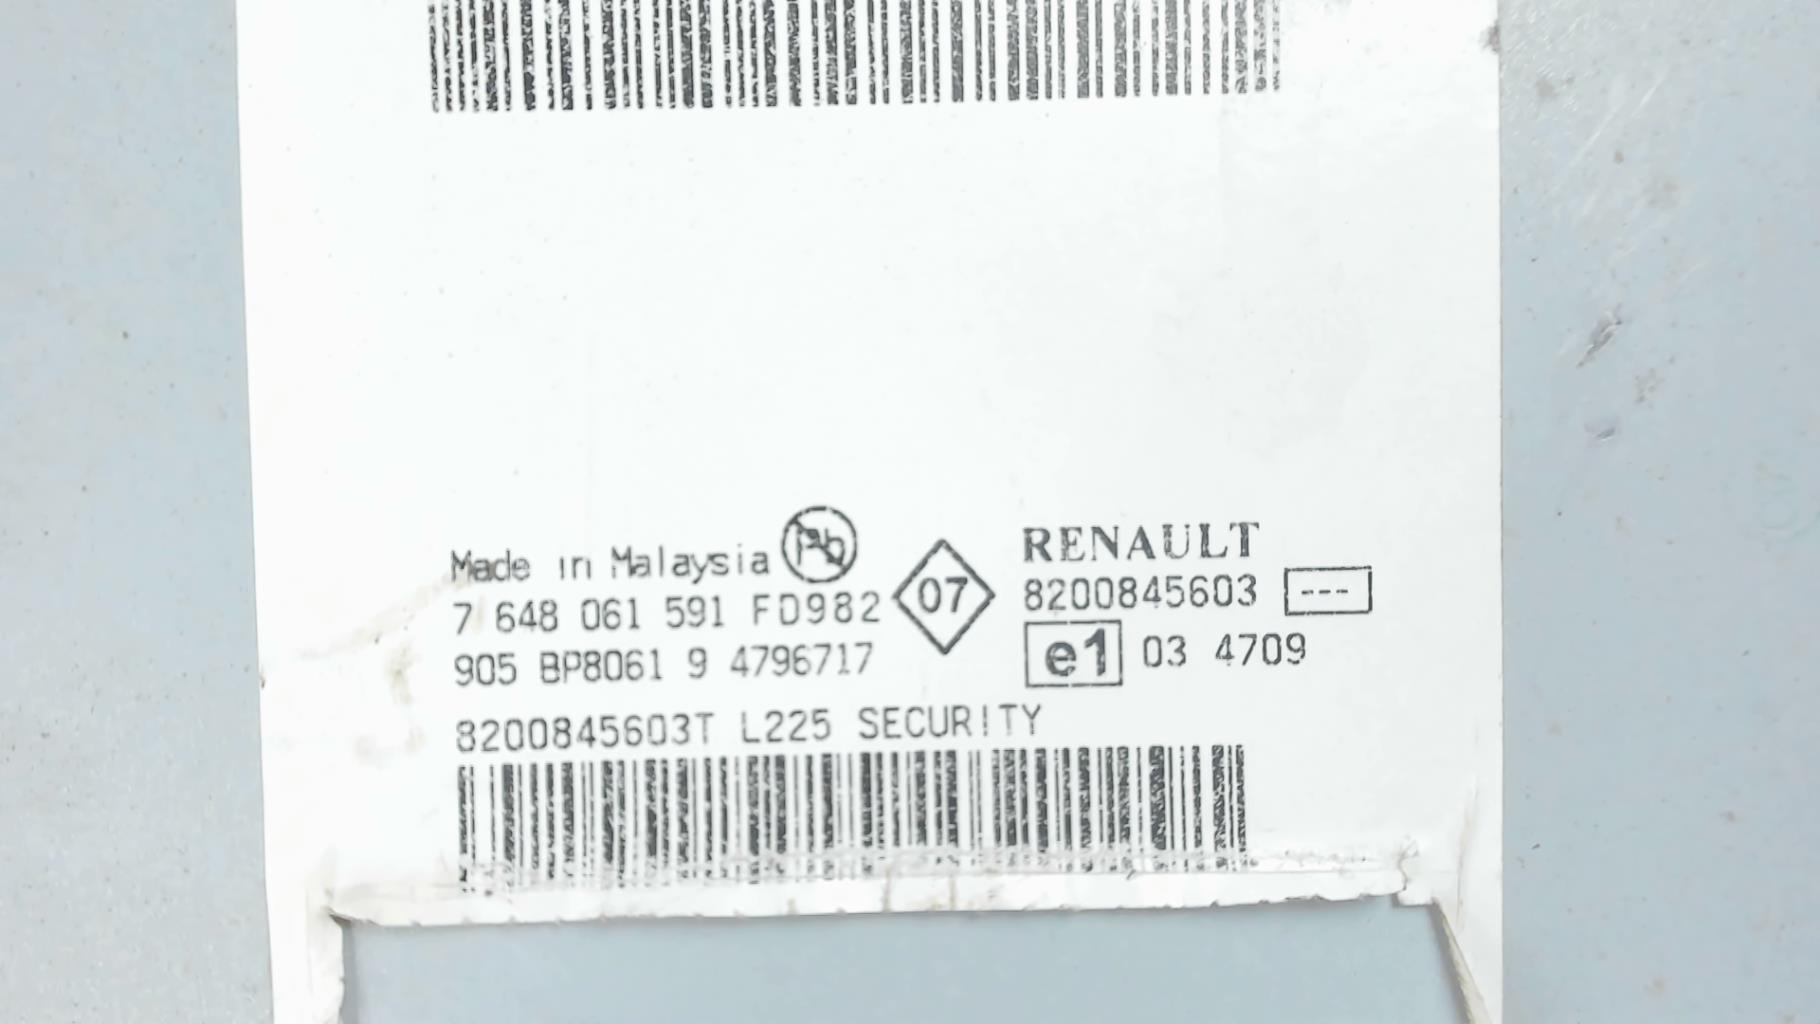 Made in Malaysia Pb
7 648 061 591 FD982
905 BP8061 9 4796717
07
RENAULT
8200845603 ---
e1 03 4709
8200845603T L225 SECURITY